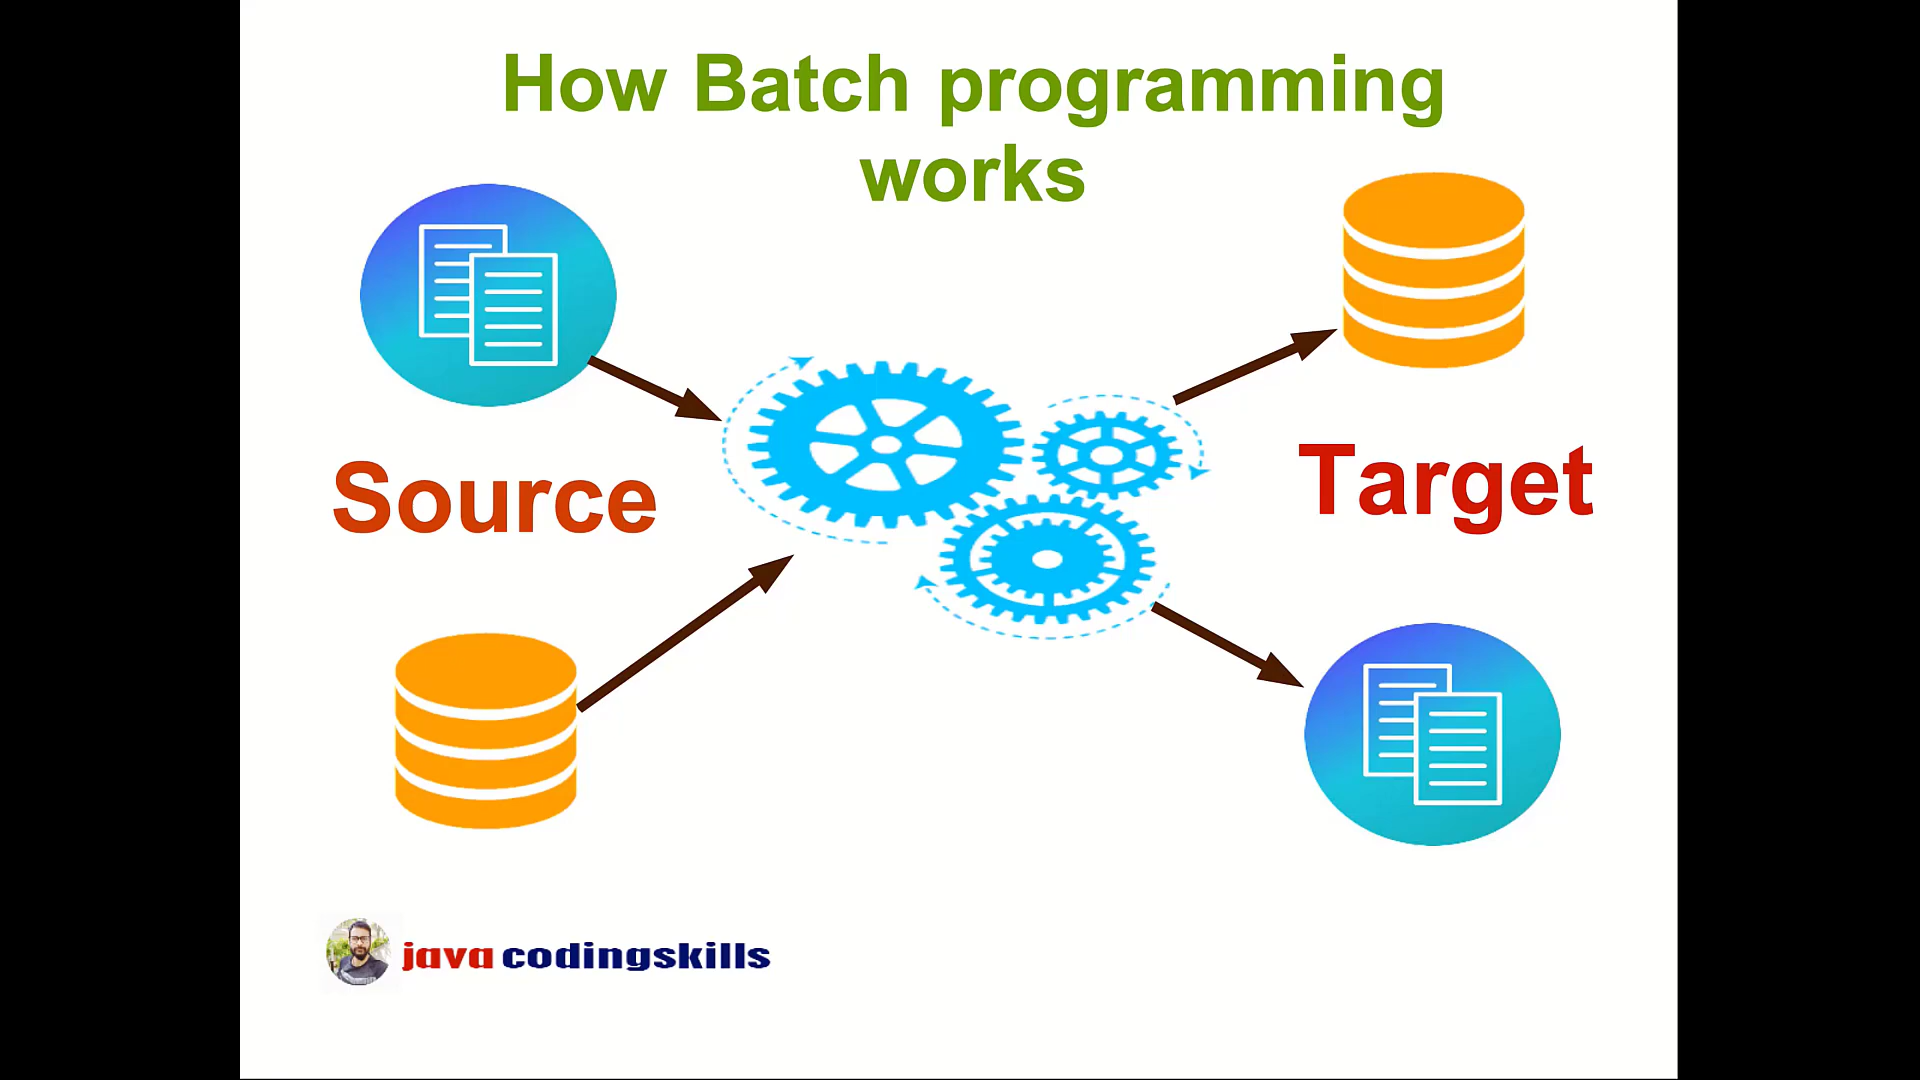 How Batch programming
works
Source
Target
java codingskills